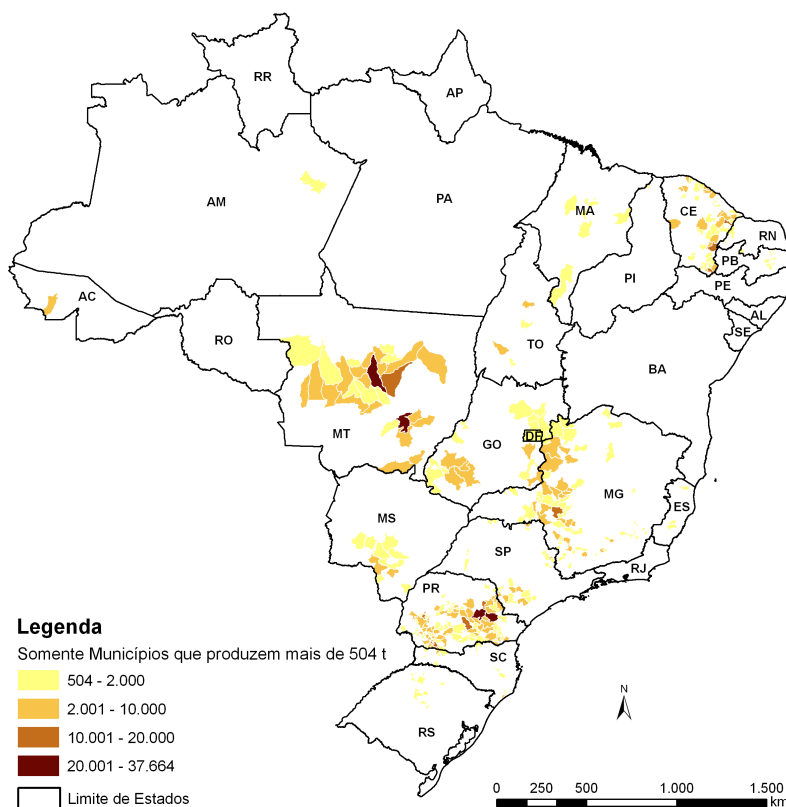 RR
AP
AM
PA
MA
CE
RN
PB
PI
PE
AC
AL
TO
SE
RO
BA
MT
GO
DF
MG
ES
MS
SP
RJ
PR
SC
RS
Legenda
Somente Municípios que produzem mais de 504 t
504 - 2.000
2.001 - 10.000
10.001 - 20.000
20.001 - 37.664
Limite de Estados
N
0 250 500 1.000 1.500
km